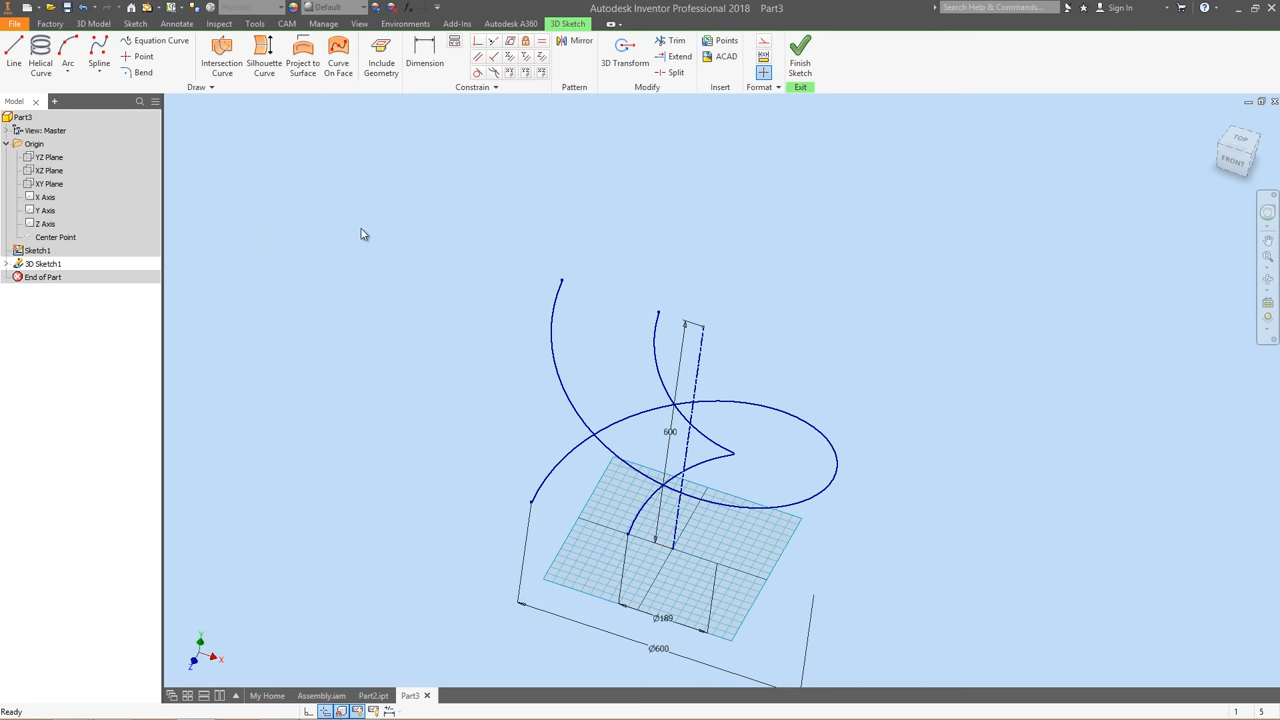 Material Default Autodesk Inventor Professional 2018 Part3 Search Help & Commands... Sign In
File Factory 3D Model Sketch Annotate Inspect Tools CAM Manage View Environments Add-Ins Autodesk A360 3D Sketch
Line Helical Curve Arc Spline Equation Curve Point Bend Intersection Curve Silhouette Curve Project to Surface Curve On Face Include Geometry Dimension Mirror 3D Transform Trim Extend Split Points ACAD Finish Sketch
Draw Constrain Pattern Modify Insert Format Exit
Model
Part3
View: Master
Origin
YZ Plane
XZ Plane
XY Plane
X Axis
Y Axis
Z Axis
Center Point
Sketch1
3D Sketch1
End of Part
TOP
FRONT
600
Ø189
Ø600
Y
X
Z
My Home Assembly.iam Part2.ipt Part3
Ready 1 5